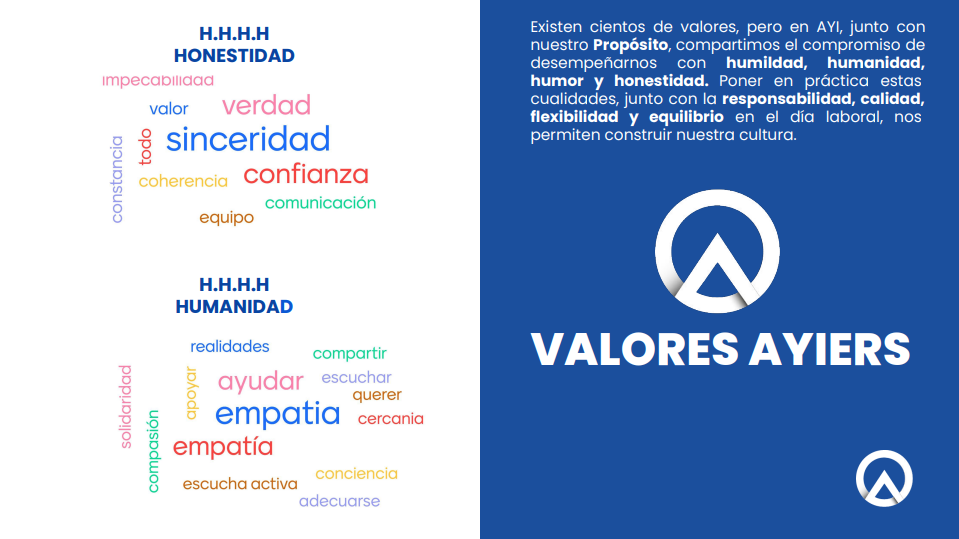 H.H.H.H
HONESTIDAD
impecabilidad
valor
verdad
sinceridad
todo
constancia
coherencia
confianza
comunicación
equipo
H.H.H.H
HUMANIDAD
realidades
compartir
solidaridad
apoyar
ayudar
escuchar
querer
empatia
cercania
compasión
empatía
conciencia
escucha activa
adecuarse
Existen cientos de valores, pero en AYI, junto con
nuestro Propósito, compartimos el compromiso de
desempeñarnos con humildad, humanidad,
humor y honestidad. Poner en práctica estas
cualidades, junto con la responsabilidad, calidad,
flexibilidad y equilibrio en el día laboral, nos
permiten construir nuestra cultura.
VALORES AYIERS